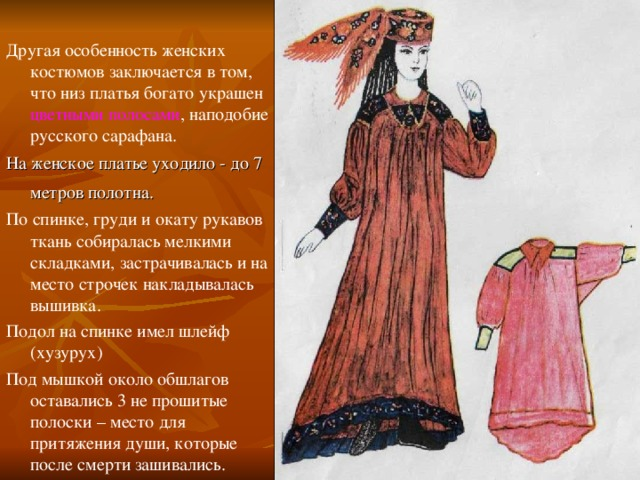 Другая особенность женских
костюмов заключается в том,
что низ платья богато украшен
цветными полосами, наподобие
русского сарафана.
На женское платье уходило - до 7
метров полотна.
По спинке, груди и окату рукавов
ткань собиралась мелкими
складками, застрачивалась и на
место строчек накладывалась
вышивка.
Подол на спинке имел шлейф
(хузурух)
Под мышкой около обшлагов
оставались 3 не прошитые
полоски – место для
притяжения души, которые
после смерти зашивались.